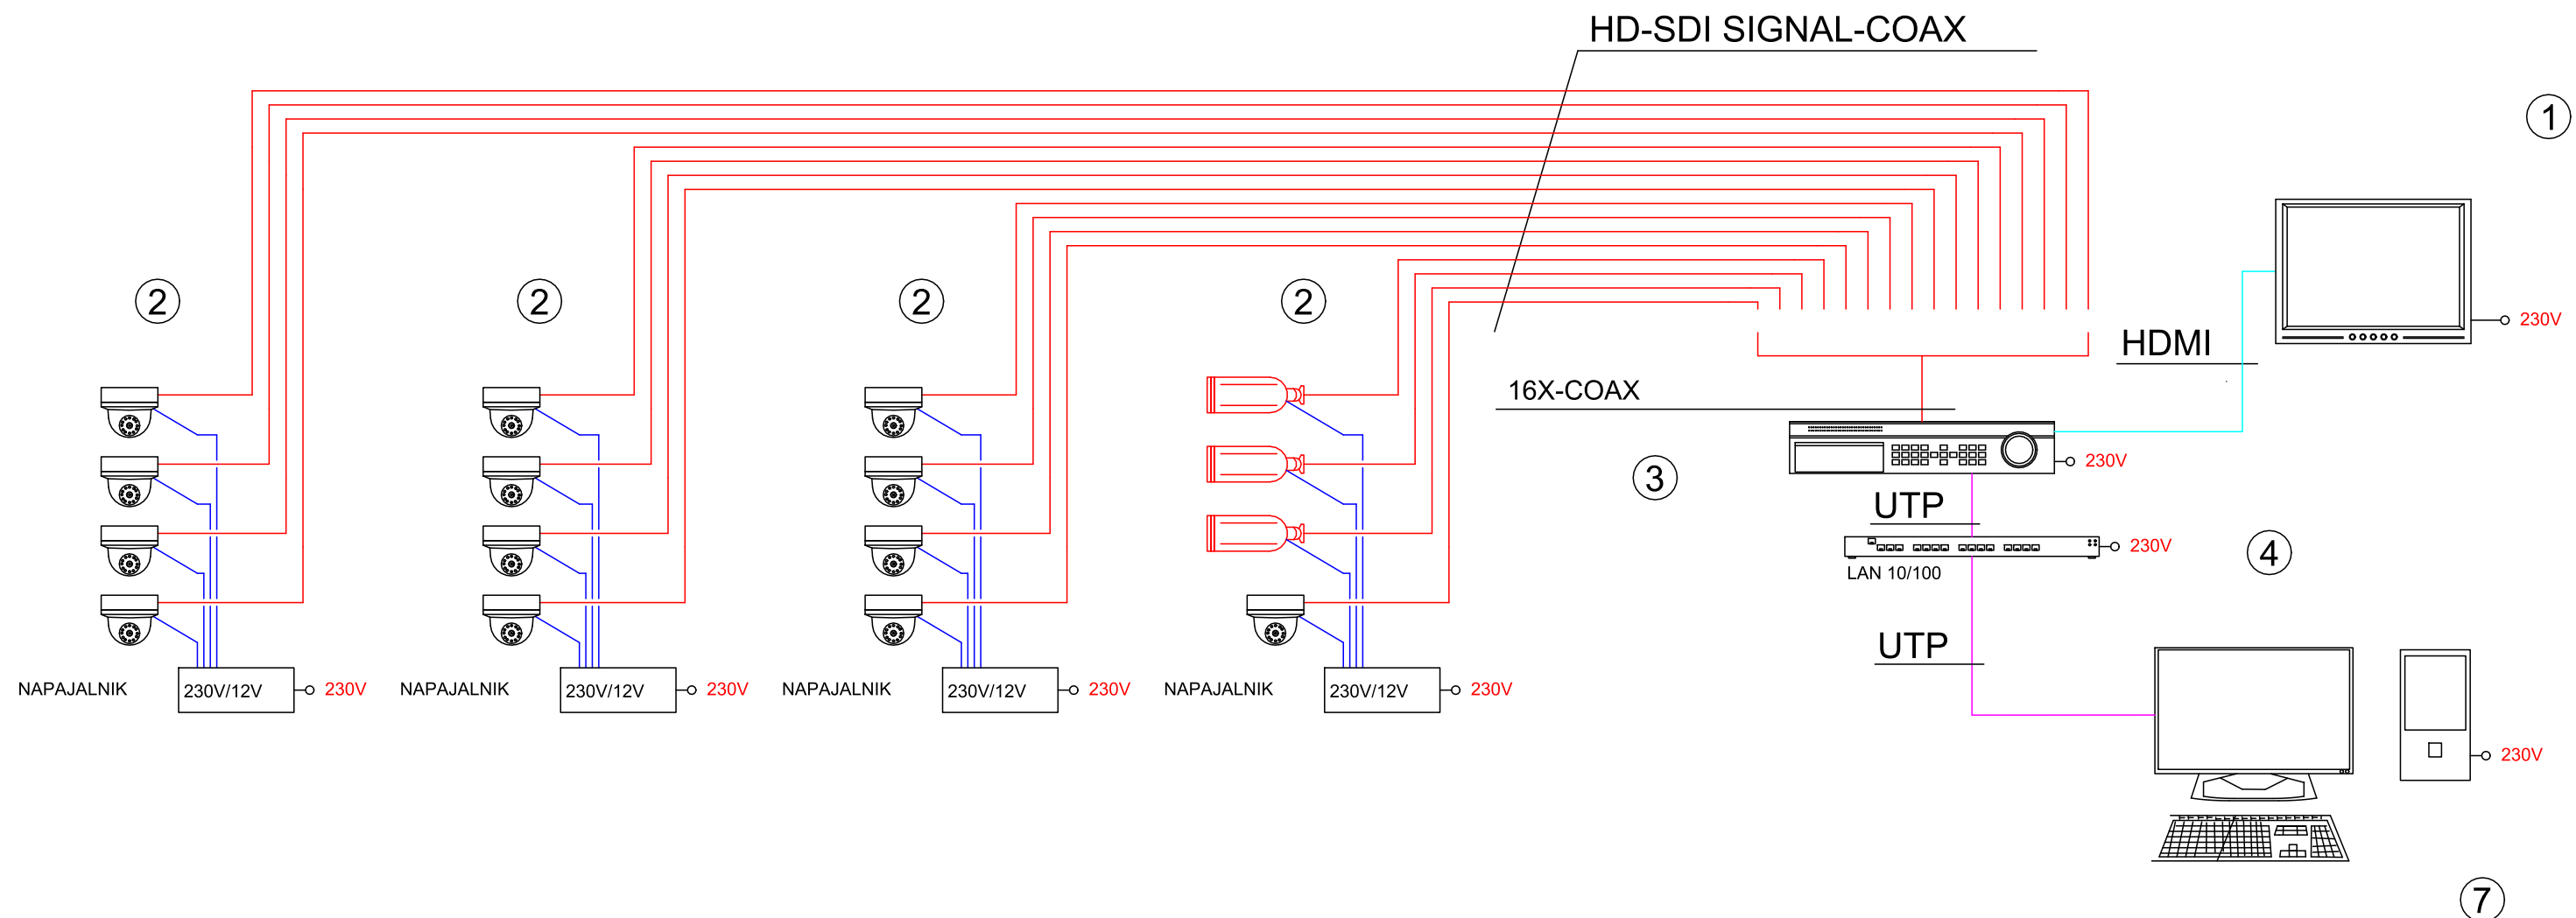 HD-SDI SIGNAL-COAX
1
2
2
2
2
230V
HDMI
16X-COAX
3
230V
UTP
230V
4
LAN 10/100
UTP
NAPAJALNIK
230V/12V
230V
NAPAJALNIK
230V/12V
230V
NAPAJALNIK
230V/12V
230V
NAPAJALNIK
230V/12V
230V
230V
7